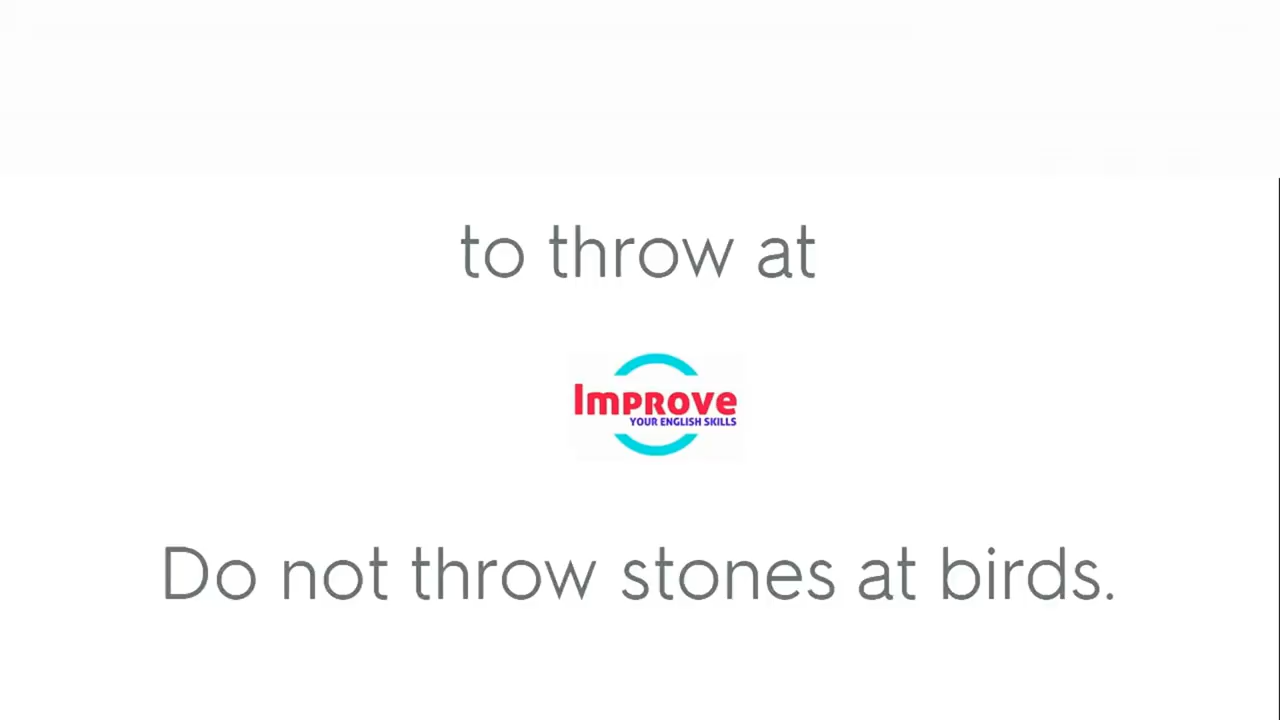 to throw at
Improve
YOUR ENGLISH SKILLS
Do not throw stones at birds.